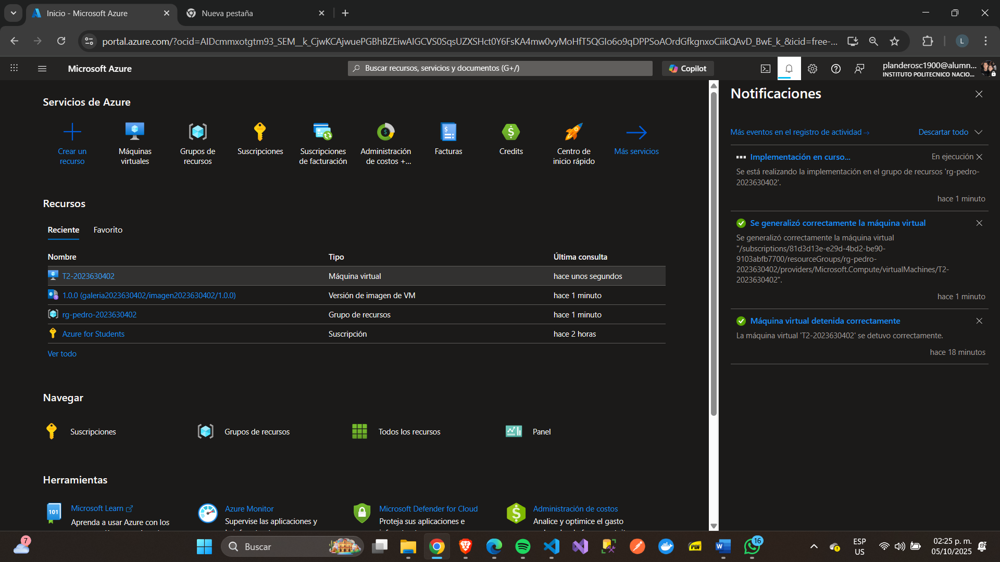 Inicio - Microsoft Azure
Nueva pestaña
portal.azure.com/?ocid=AIDcmmxotgtm93_SEM__k_CjwKCAjwuePGBhBZEiwAIGCVS0SqsUZXSHct0Y6FsKA4mw0vyMoHfT5QGIo6o9qDPPSoAOrdGfkgnxoCiikQAvD_BwE_k_&icid=free-...
L
Microsoft Azure
Buscar recursos, servicios y documentos (G+/)
Copilot
planderosc1900@alumn...
INSTITUTO POLITECNICO NACIO...
Servicios de Azure
Crear un recurso
Máquinas virtuales
Grupos de recursos
Suscripciones
Suscripciones de facturación
Administración de costos +...
Facturas
Credits
Centro de inicio rápido
Más servicios
Recursos
Reciente
Favorito
Nombre
Tipo
Última consulta
T2-2023630402
Máquina virtual
hace unos segundos
1.0.0 (galeria2023630402/imagen2023630402/1.0.0)
Versión de imagen de VM
hace 1 minuto
rg-pedro-2023630402
Grupo de recursos
hace 1 minuto
Azure for Students
Suscripción
hace 2 horas
Ver todo
Navegar
Suscripciones
Grupos de recursos
Todos los recursos
Panel
Herramientas
101
Microsoft Learn
Aprenda a usar Azure con los
Azure Monitor
Supervise las aplicaciones y
Microsoft Defender for Cloud
Proteja sus aplicaciones e
Administración de costos
Analice y optimice el gasto
Notificaciones
Más eventos en el registro de actividad →
Descartar todo
Implementación en curso...
En ejecución
Se está realizando la implementación en el grupo de recursos 'rg-pedro-
2023630402'.
hace 1 minuto
Se generalizó correctamente la máquina virtual
Se generalizó correctamente la máquina virtual
"/subscriptions/81d3d13e-e29d-4bd2-be90-
9103abfb7700/resourceGroups/rg-pedro-
2023630402/providers/Microsoft.Compute/virtualMachines/T2-
2023630402".
hace 1 minuto
Máquina virtual detenida correctamente
La máquina virtual 'T2-2023630402' se detuvo correctamente.
hace 18 minutos
7
Buscar
PDF
W
16
ESP
US
02:25 p. m.
05/10/2025